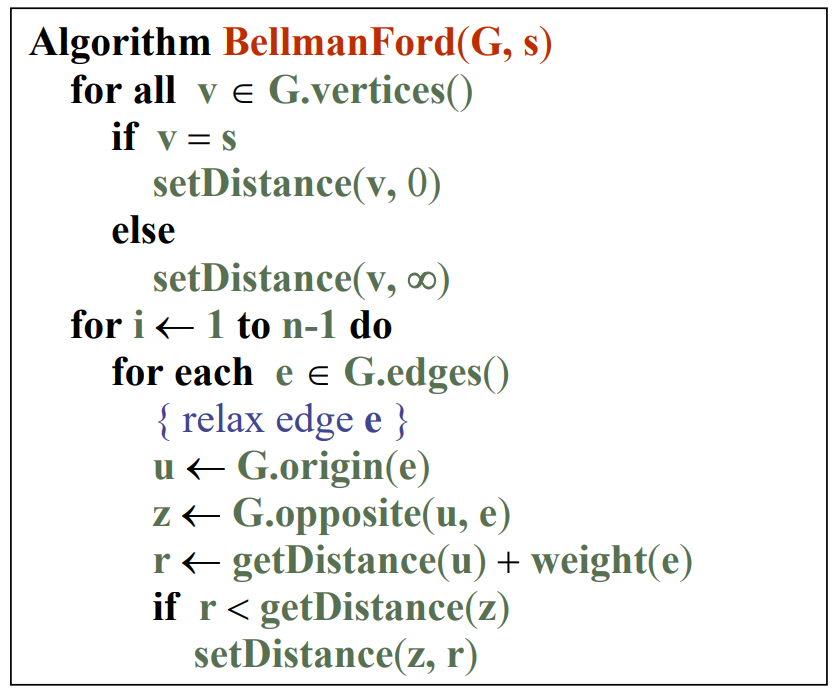 Algorithm BellmanFord(G, s)
for all v ∈ G.vertices()
if v = s
setDistance(v, 0)
else
setDistance(v, ∞)
for i ← 1 to n-1 do
for each e ∈ G.edges()
{ relax edge e }
u ← G.origin(e)
z ← G.opposite(u, e)
r ← getDistance(u) + weight(e)
if r < getDistance(z)
setDistance(z, r)